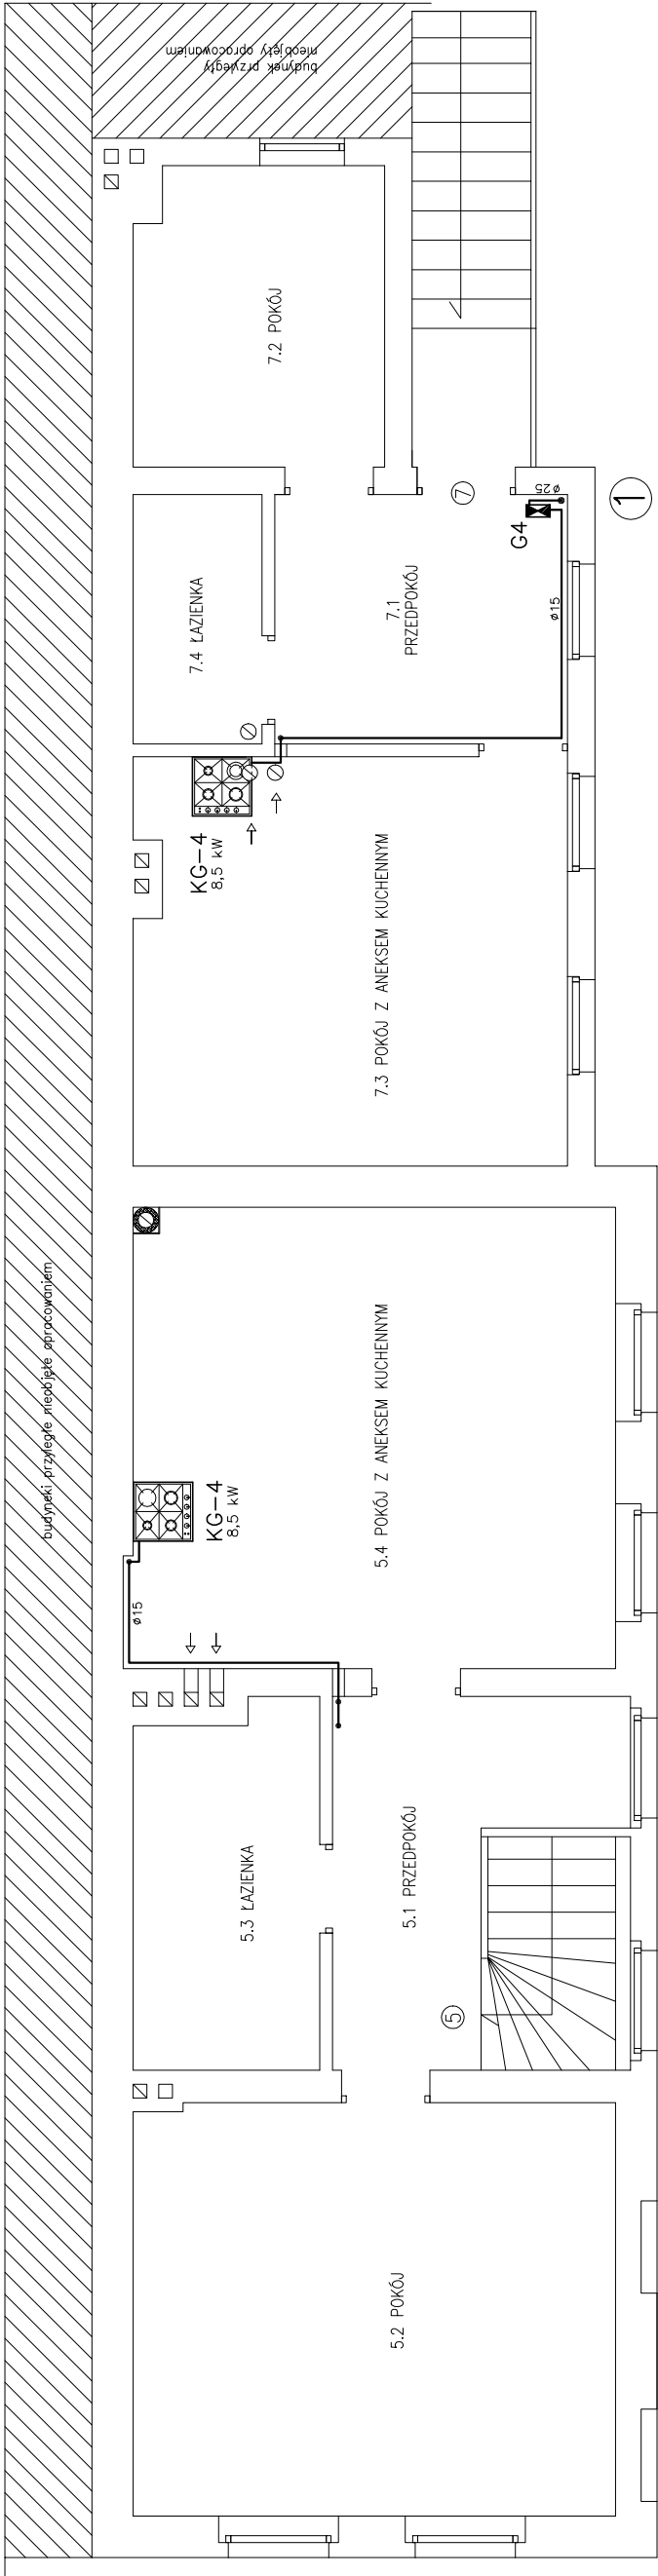 budynek przyległy
nieobjęty opracowaniem
7.2 POKÓJ
7
ø25
1
G4
7.4 ŁAZIENKA
7.1
PRZEDPOKÓJ
ø15
KG-4
8,5 kW
7.3 POKÓJ Z ANEKSEM KUCHENNYM
budyneki przyległe nieobjęte opracowaniem
5.4 POKÓJ Z ANEKSEM KUCHENNYM
KG-4
8,5 kW
ø15
5.3 ŁAZIENKA
5.1 PRZEDPOKÓJ
5
5.2 POKÓJ